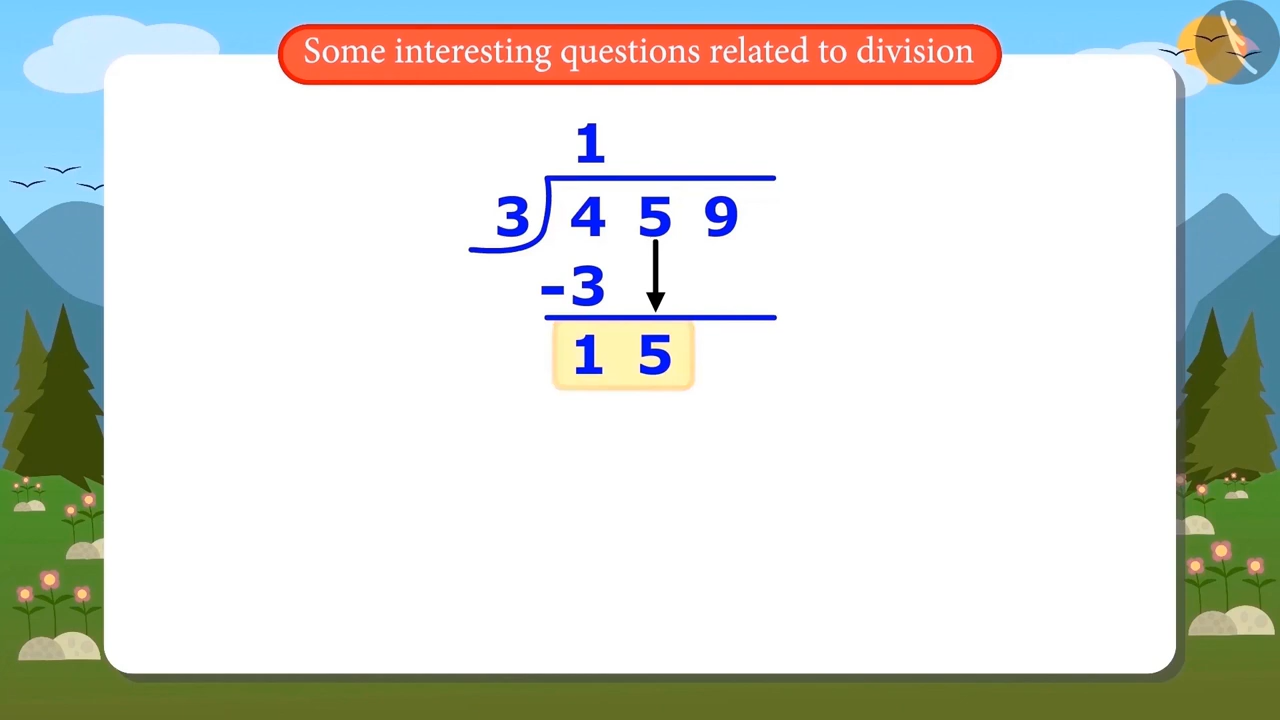 Some interesting questions related to division
1
3 4 5 9
-3
1 5